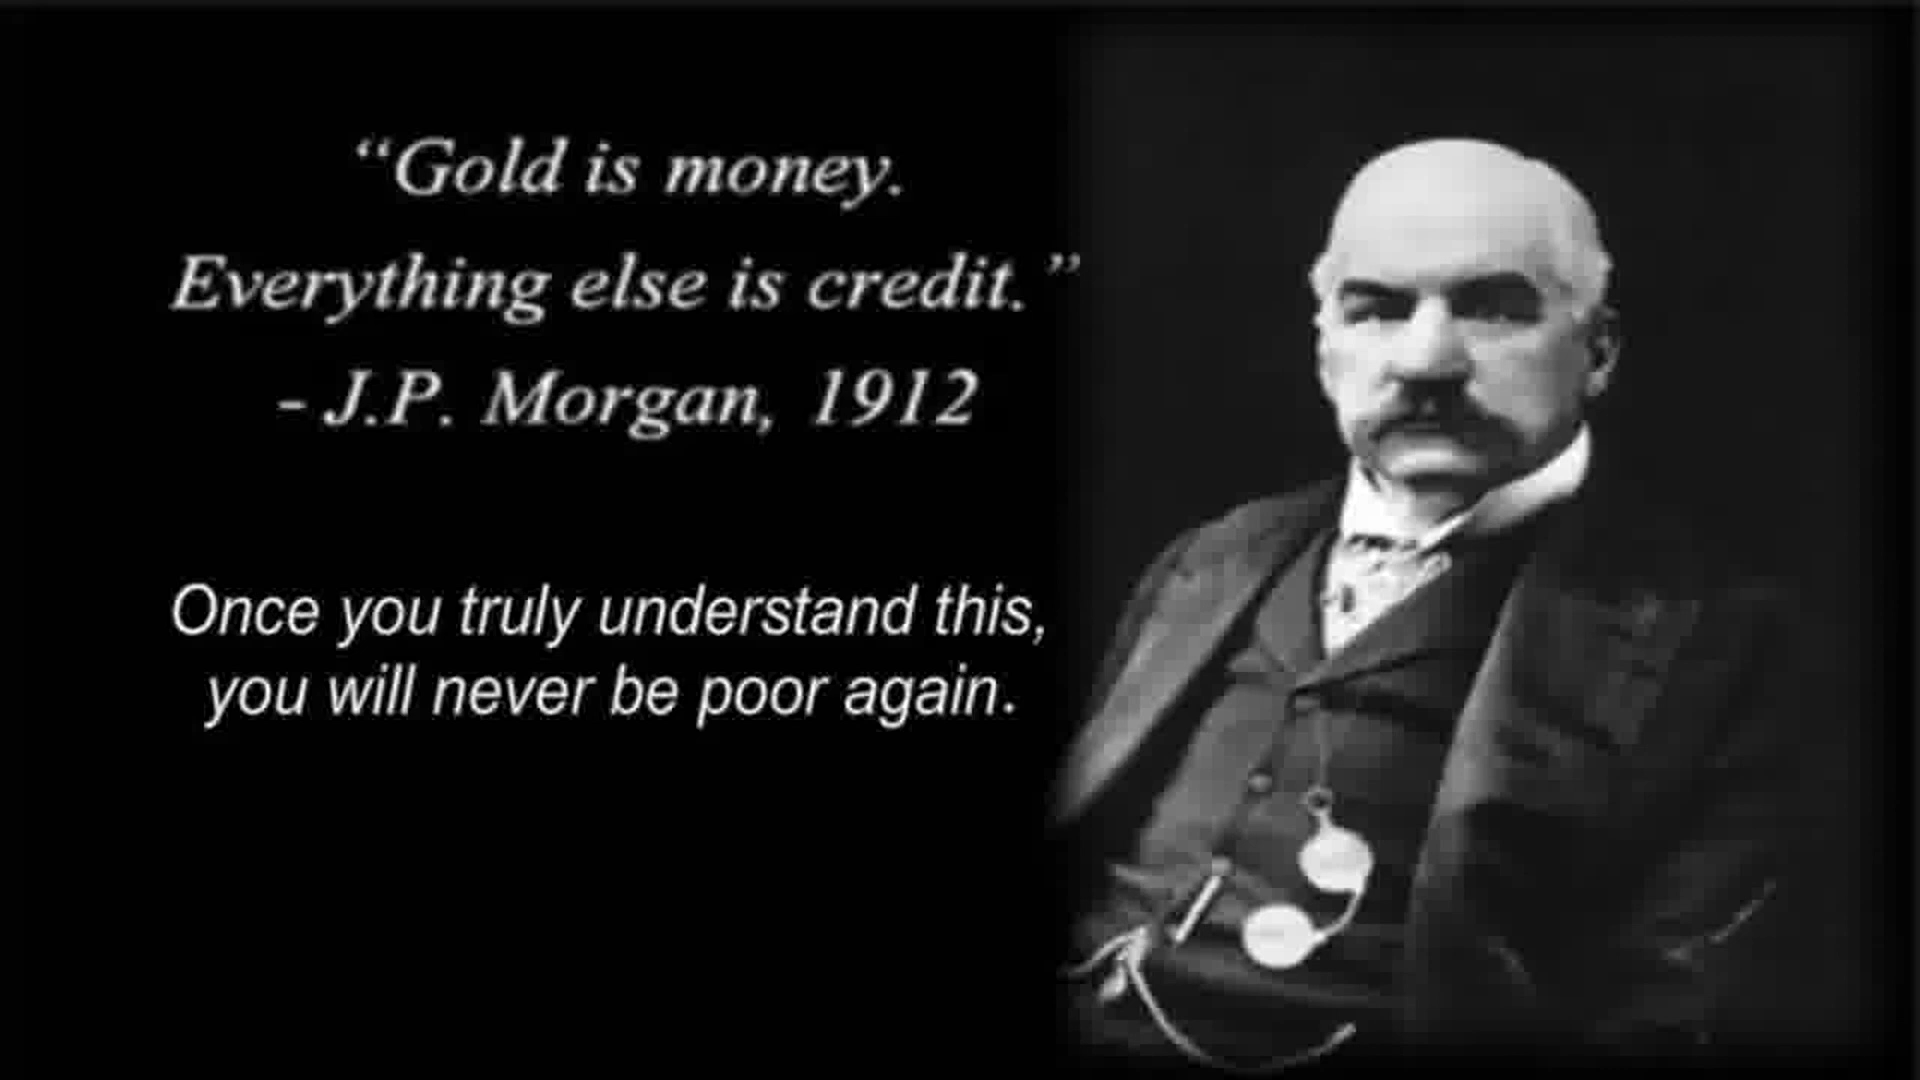 “Gold is money.
Everything else is credit.”
- J.P. Morgan, 1912
Once you truly understand this,
you will never be poor again.